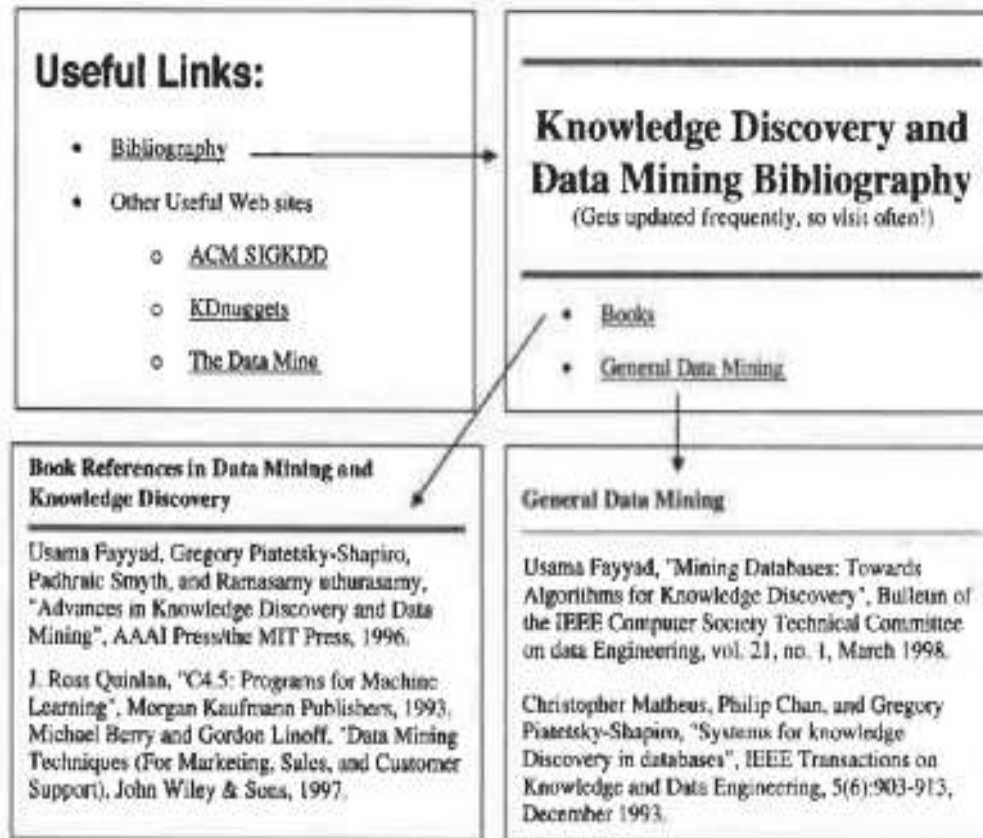 Useful Links:
Bibliography
Other Useful Web sites
ACM SIGKDD
KDnuggets
The Data Mine
Knowledge Discovery and
Data Mining Bibliography
(Gets updated frequently, so visit often!)
Books
General Data Mining
Book References in Data Mining and
Knowledge Discovery
Usama Fayyad, Gregory Piatetsky-Shapiro,
Padhraic Smyth, and Ramasamy uthurasamy,
"Advances in Knowledge Discovery and Data
Mining", AAAI Press/the MIT Press, 1996.
J. Ross Quinlan, "C4.5: Programs for Machine
Learning", Morgan Kaufmann Publishers, 1993.
Michael Berry and Gordon Linoff, "Data Mining
Techniques (For Marketing, Sales, and Customer
Support), John Wiley & Sons, 1997.
General Data Mining
Usama Fayyad, "Mining Databases: Towards
Algorithms for Knowledge Discovery", Bulletin of
the IEEE Computer Society Technical Committee
on data Engineering, vol. 21, no. 1, March 1998.
Christopher Matheus, Philip Chan, and Gregory
Piatetsky-Shapiro, "Systems for knowledge
Discovery in databases", IEEE Transactions on
Knowledge and Data Engineering, 5(6):903-913,
December 1993.